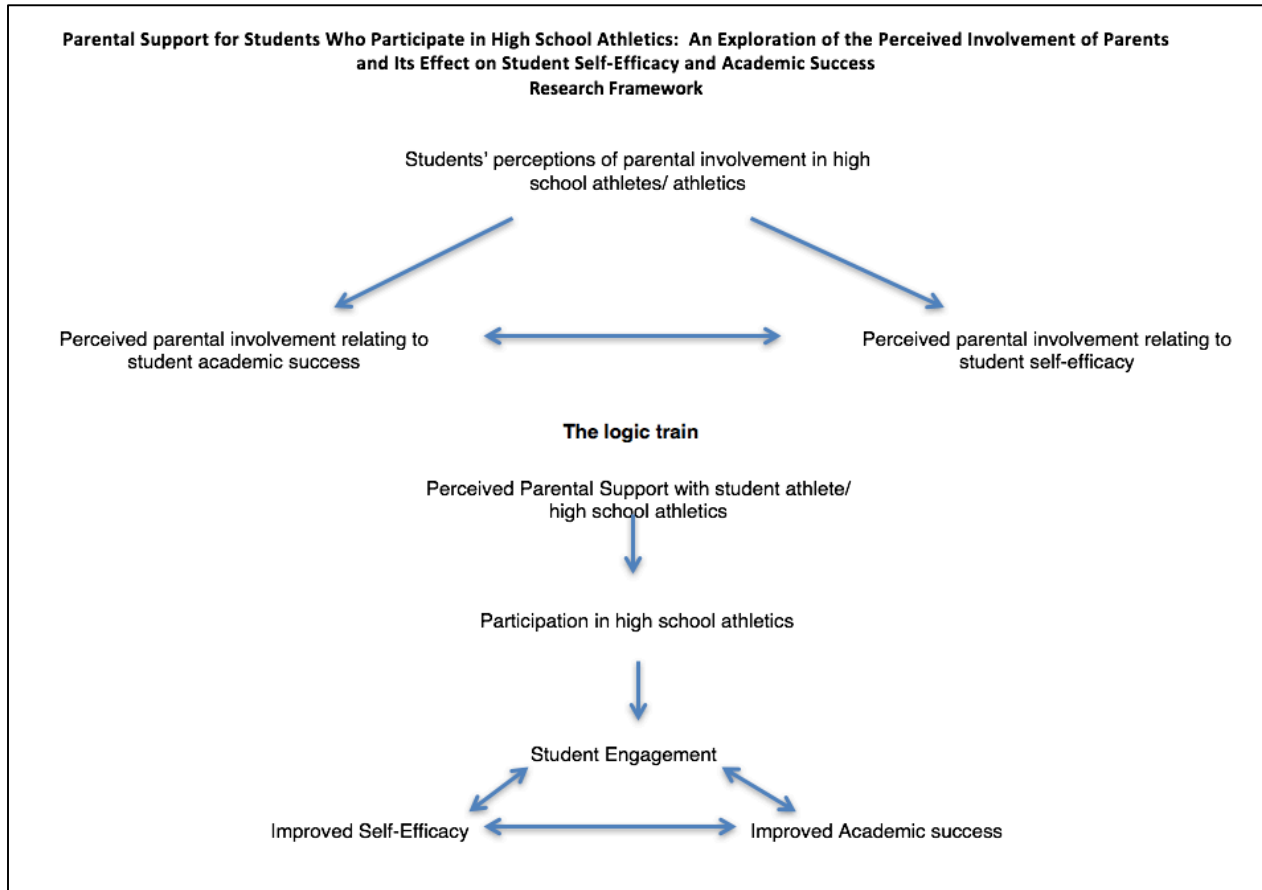 Parental Support for Students Who Participate in High School Athletics:  An Exploration of the Perceived Involvement of Parents
and Its Effect on Student Self-Efficacy and Academic Success
Research Framework
Students’ perceptions of parental involvement in high
school athletes/ athletics
Perceived parental involvement relating to
student academic success
Perceived parental involvement relating to
student self-efficacy
The logic train
Perceived Parental Support with student athlete/
high school athletics
Participation in high school athletics
Student Engagement
Improved Self-Efficacy
Improved Academic success